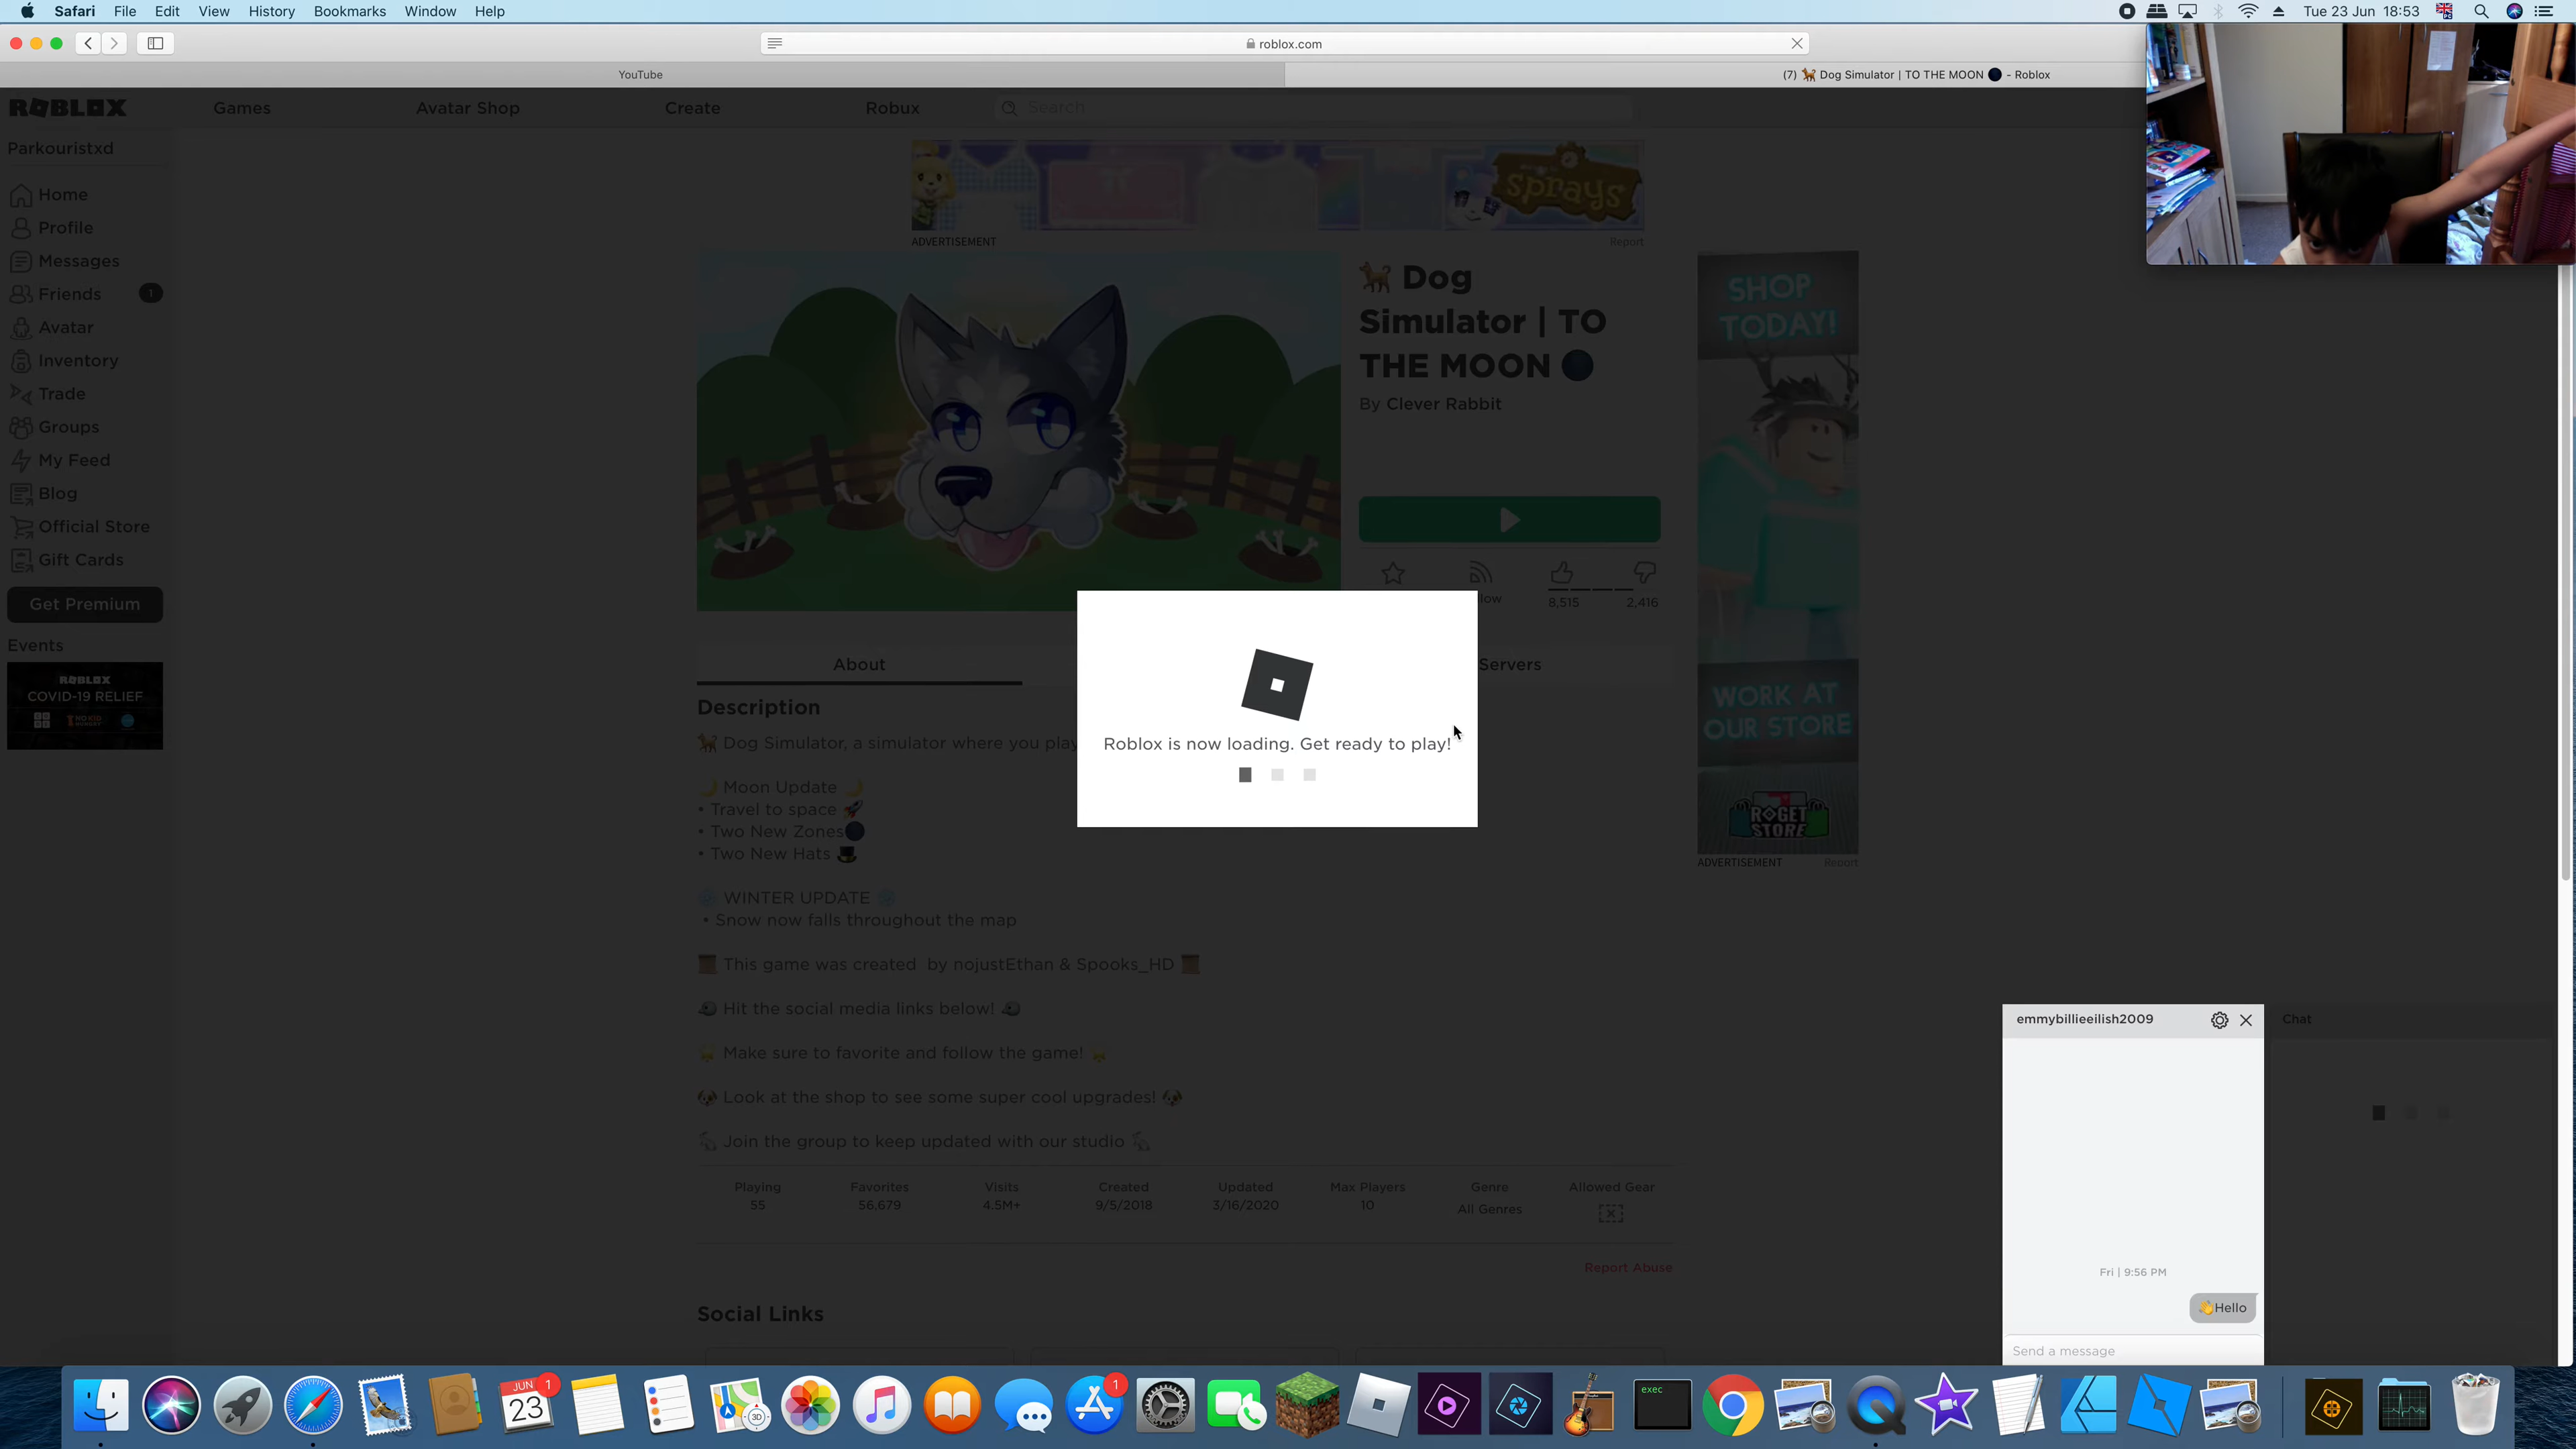 Safari File Edit View History Bookmarks Window Help
Tue 23 Jun 18:53
roblox.com
YouTube
(7) 🐕 Dog Simulator | TO THE MOON 🌑 - Roblox
ROBLOX
Games
Avatar Shop
Create
Robux
Search
Parkouristxd
Home
Profile
Messages
Friends 1
Avatar
Inventory
Trade
Groups
My Feed
Blog
Official Store
Gift Cards
Get Premium
Events
ROBLOX
COVID-19 RELIEF
NO KID HUNGRY
sprays
ADVERTISEMENT
Report
🐕 Dog
Simulator | TO
THE MOON 🌑
By Clever Rabbit
8,515
2,416
SHOP
TODAY!
WORK AT
OUR STORE
ROGET
STORE
ADVERTISEMENT
Report
About
Servers
Roblox is now loading. Get ready to play!
Description
🐕 Dog Simulator, a simulator where you play
🌙 Moon Update 🌙
• Travel to space 🚀
• Two New Zones🌑
• Two New Hats 🎩
❄️ WINTER UPDATE ❄️
• Snow now falls throughout the map
📜 This game was created by nojustEthan & Spooks_HD 📜
Hit the social media links below!
Make sure to favorite and follow the game!
🐶 Look at the shop to see some super cool upgrades! 🐶
Join the group to keep updated with our studio
Playing Favorites Visits Created Updated Max Players Genre Allowed Gear
55 56,679 4.5M+ 9/5/2018 3/16/2020 10 All Genres
Report Abuse
Social Links
emmybillieeilish2009
Chat
Fri | 9:56 PM
👋Hello
Send a message
JUN
23
1
3D
1
exec